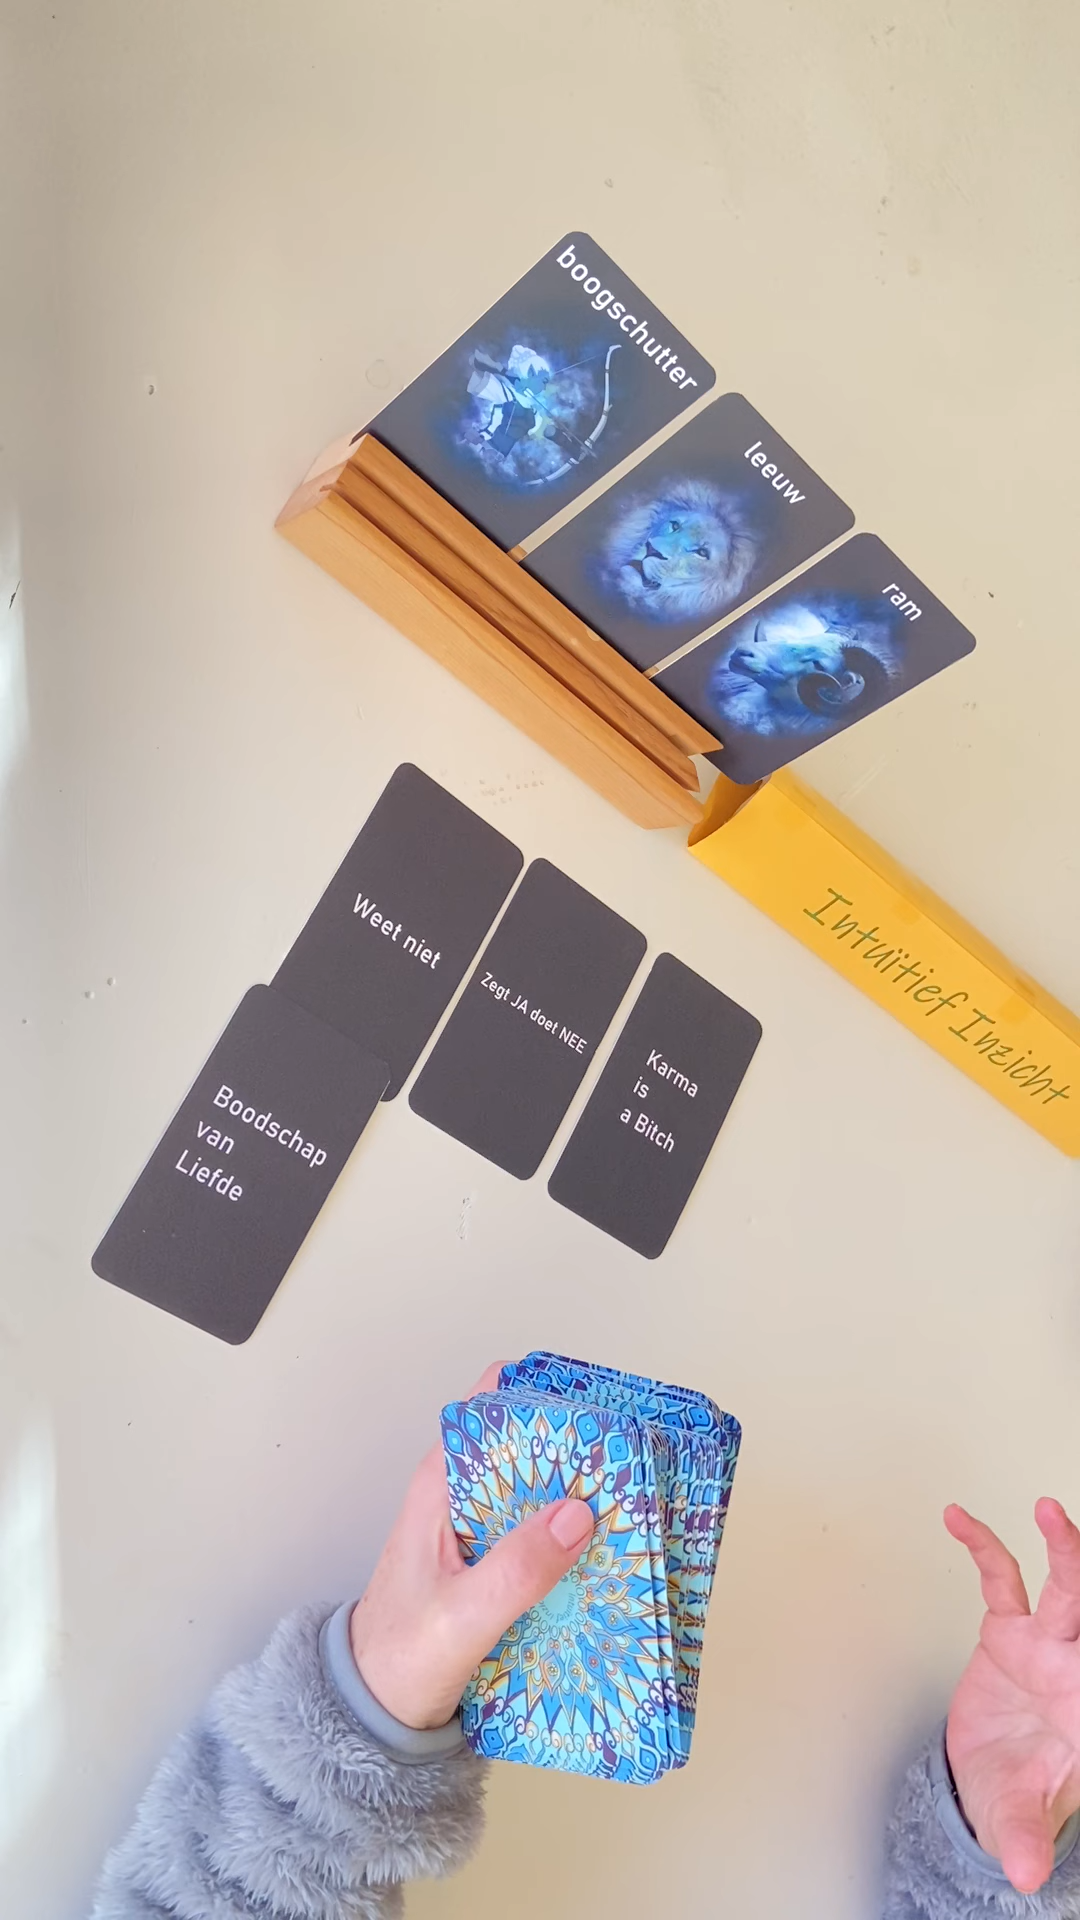 boogschutter
leeuw
ram
Intuïtief Inzicht
Weet niet
Zegt JA doet NEE
Karma
is
a Bitch
Boodschap
van
Liefde